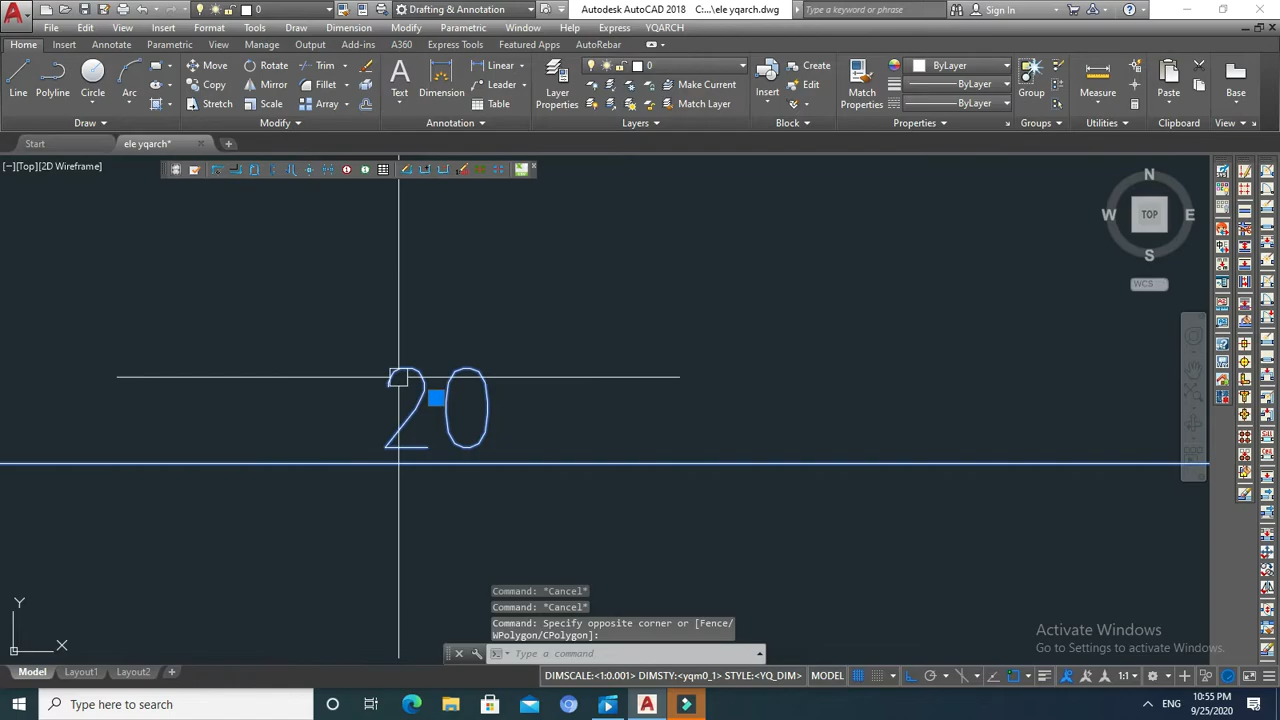 0
Drafting & Annotation
Autodesk AutoCAD 2018 C:\...\ele yqarch.dwg
Type a keyword or phrase
Sign In
File Edit View Insert Format Tools Draw Dimension Modify Parametric Window Help Express YQARCH
Home Insert Annotate Parametric View Manage Output Add-ins A360 Express Tools Featured Apps AutoRebar
Line
Polyline
Circle
Arc
Draw
Move
Rotate
Trim
Copy
Mirror
Fillet
Stretch
Scale
Array
Modify
Text
Dimension
Linear
Leader
Table
Annotation
Layer
Properties
0
Make Current
Match Layer
Layers
Insert
Create
Edit
Block
Match
Properties
ByLayer
ByLayer
ByLayer
Properties
Group
Groups
Measure
Utilities
Paste
Clipboard
Base
View
Start
ele yqarch*
[−][Top][2D Wireframe]
N
W
TOP
E
S
WCS
20
Y
X
Command: *Cancel*
Command: *Cancel*
Command: Specify opposite corner or [Fence/
WPolygon/CPolygon]:
Type a command
Activate Windows
Go to Settings to activate Windows.
Model Layout1 Layout2
DIMSCALE:<1:0.001> DIMSTY:<yqm0_1> STYLE:<YQ_DIM> MODEL
1:1
Type here to search
ENG
10:55 PM
9/25/2020